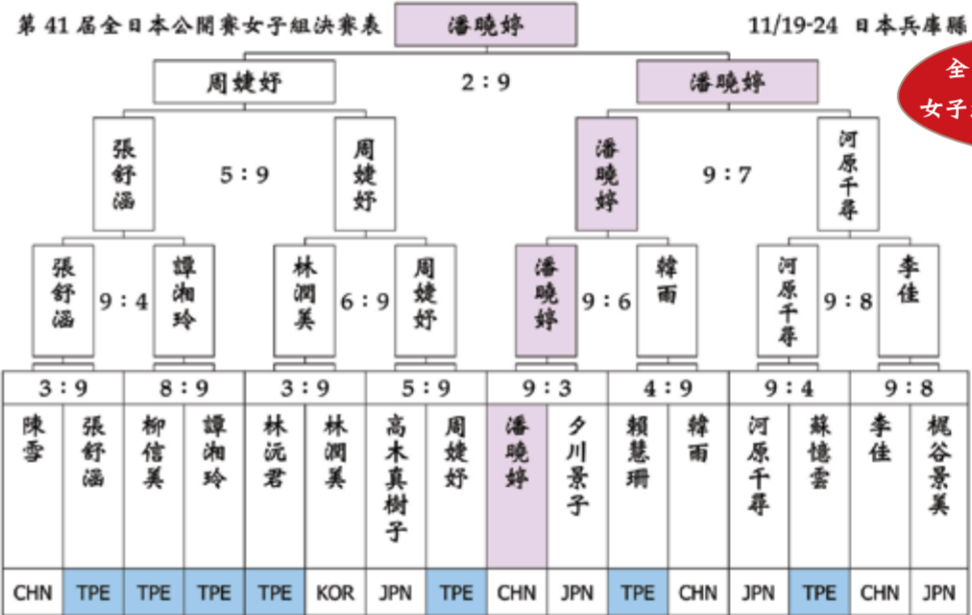 第 41 屆全日本公開賽女子組決賽表
潘曉婷
11/19-24 日本兵庫縣
全
女子
周婕妤
2：9
潘曉婷
張舒涵
5：9
周婕妤
潘曉婷
9：7
河原千尋
張舒涵
9：4
譚湘玲
林潤美
6：9
周婕妤
潘曉婷
9：6
韓雨
河原千尋
9：8
李佳
3：9
8：9
3：9
5：9
9：3
4：9
9：4
9：8
陳雪
張舒涵
柳信美
譚湘玲
林沅君
林潤美
高木真樹子
周婕妤
潘曉婷
夕川景子
賴慧珊
韓雨
河原千尋
蘇憶雲
李佳
梶谷景美
CHN
TPE
TPE
TPE
TPE
KOR
JPN
TPE
CHN
JPN
TPE
CHN
JPN
TPE
CHN
JPN